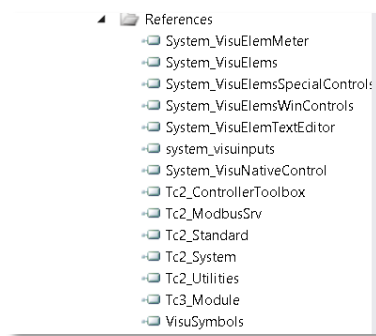 References
System_VisuElemMeter
System_VisuElems
System_VisuElemsSpecialControls
System_VisuElemsWinControls
System_VisuElemTextEditor
system_visuinputs
System_VisuNativeControl
Tc2_ControllerToolbox
Tc2_ModbusSrv
Tc2_Standard
Tc2_System
Tc2_Utilities
Tc3_Module
VisuSymbols